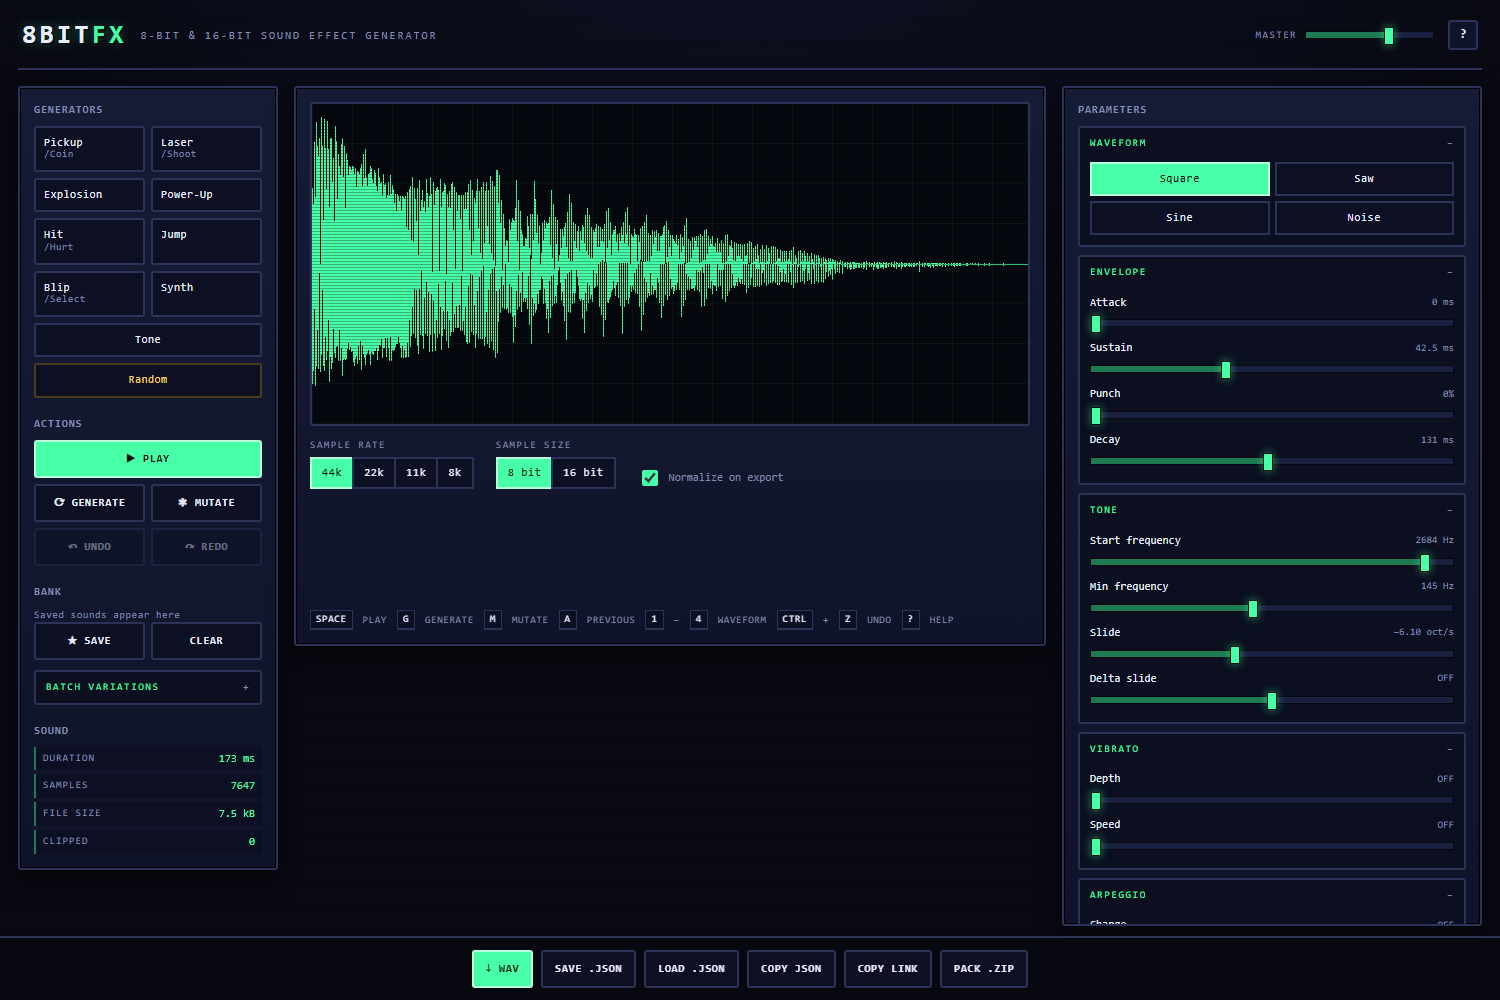 8BITFX 8-BIT & 16-BIT SOUND EFFECT GENERATOR
MASTER ?
GENERATORS
Pickup
/Coin
Laser
/Shoot
Explosion
Power-Up
Hit
/Hurt
Jump
Blip
/Select
Synth
Tone
Random
ACTIONS
▶ PLAY
⟳ GENERATE
✱ MUTATE
↶ UNDO
↷ REDO
BANK
Saved sounds appear here
★ SAVE
CLEAR
BATCH VARIATIONS +
SOUND
DURATION 173 ms
SAMPLES 7647
FILE SIZE 7.5 kB
CLIPPED 0
SAMPLE RATE
44k 22k 11k 8k
SAMPLE SIZE
8 bit 16 bit
Normalize on export
SPACE PLAY G GENERATE M MUTATE A PREVIOUS 1 – 4 WAVEFORM CTRL + Z UNDO ? HELP
PARAMETERS
WAVEFORM –
Square
Saw
Sine
Noise
ENVELOPE –
Attack 0 ms
Sustain 42.5 ms
Punch 0%
Decay 131 ms
TONE –
Start frequency 2684 Hz
Min frequency 145 Hz
Slide −6.10 oct/s
Delta slide OFF
VIBRATO –
Depth OFF
Speed OFF
ARPEGGIO –
Change OFF
↓ WAV
SAVE .JSON
LOAD .JSON
COPY JSON
COPY LINK
PACK .ZIP